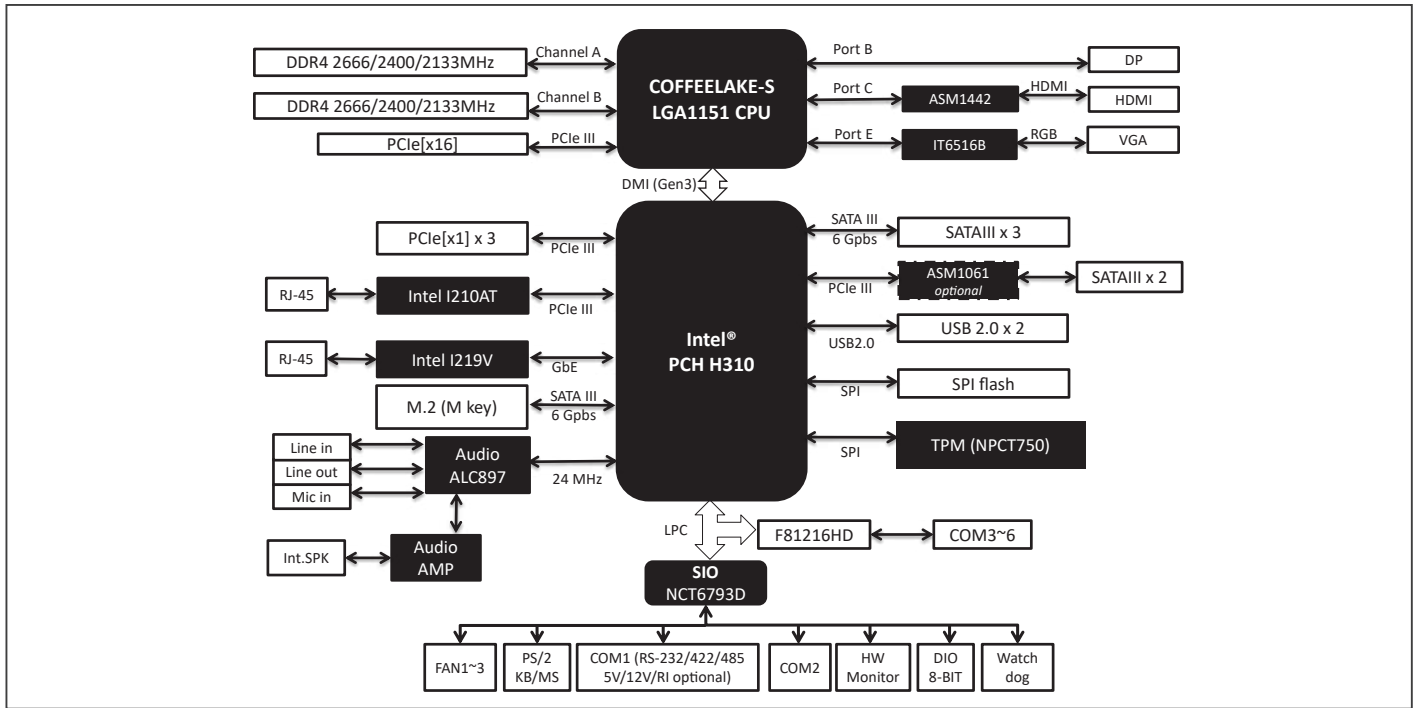 DDR4 2666/2400/2133MHz
Channel A
DDR4 2666/2400/2133MHz
Channel B
PCIe[x16]
PCIe III
COFFEELAKE-S
LGA1151 CPU
Port B
DP
Port C
ASM1442
HDMI
HDMI
Port E
IT6516B
RGB
VGA
DMI (Gen3)
PCIe[x1] x 3
PCIe III
RJ-45
Intel I210AT
PCIe III
RJ-45
Intel I219V
GbE
M.2 (M key)
SATA III
6 Gpbs
Line in
Line out
Mic in
Audio
ALC897
24 MHz
Int.SPK
Audio
AMP
Intel®
PCH H310
SATA III
6 Gpbs
SATAIII x 3
PCIe III
ASM1061
optional
SATAIII x 2
USB2.0
USB 2.0 x 2
SPI
SPI flash
SPI
TPM (NPCT750)
LPC
F81216HD
COM3~6
SIO
NCT6793D
FAN1~3
PS/2
KB/MS
COM1 (RS-232/422/485
5V/12V/RI optional)
COM2
HW
Monitor
DIO
8-BIT
Watch
dog